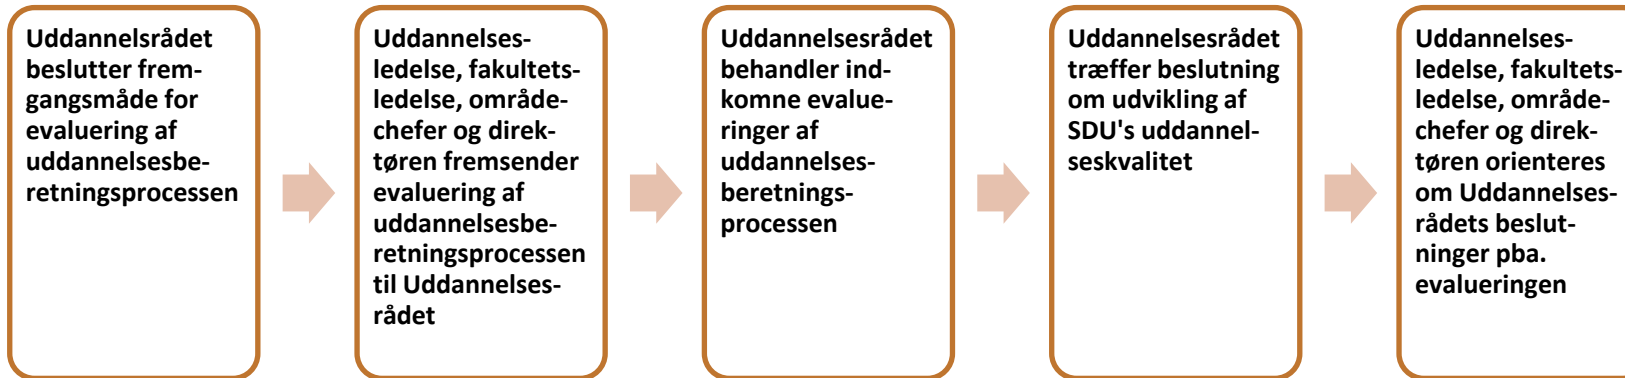 Uddannelsrådet
beslutter frem-
gangsmåde for
evaluering af
uddannelsesbe-
retningsprocessen
Uddannelses-
ledelse, fakultets-
ledelse, område-
chefer og direk-
tøren fremsender
evaluering af
uddannelsesbe-
retningsprocessen
til Uddannelses-
rådet
Uddannelsesrådet
behandler ind-
komne evalue-
ringer af
uddannelses-
beretnings-
processen
Uddannelsesrådet
træffer beslutning
om udvikling af
SDU's uddannel-
seskvalitet
Uddannelses-
ledelse, fakultets-
ledelse, område-
chefer og direk-
tøren orienteres
om Uddannelses-
rådets beslut-
ninger pba.
evalueringen